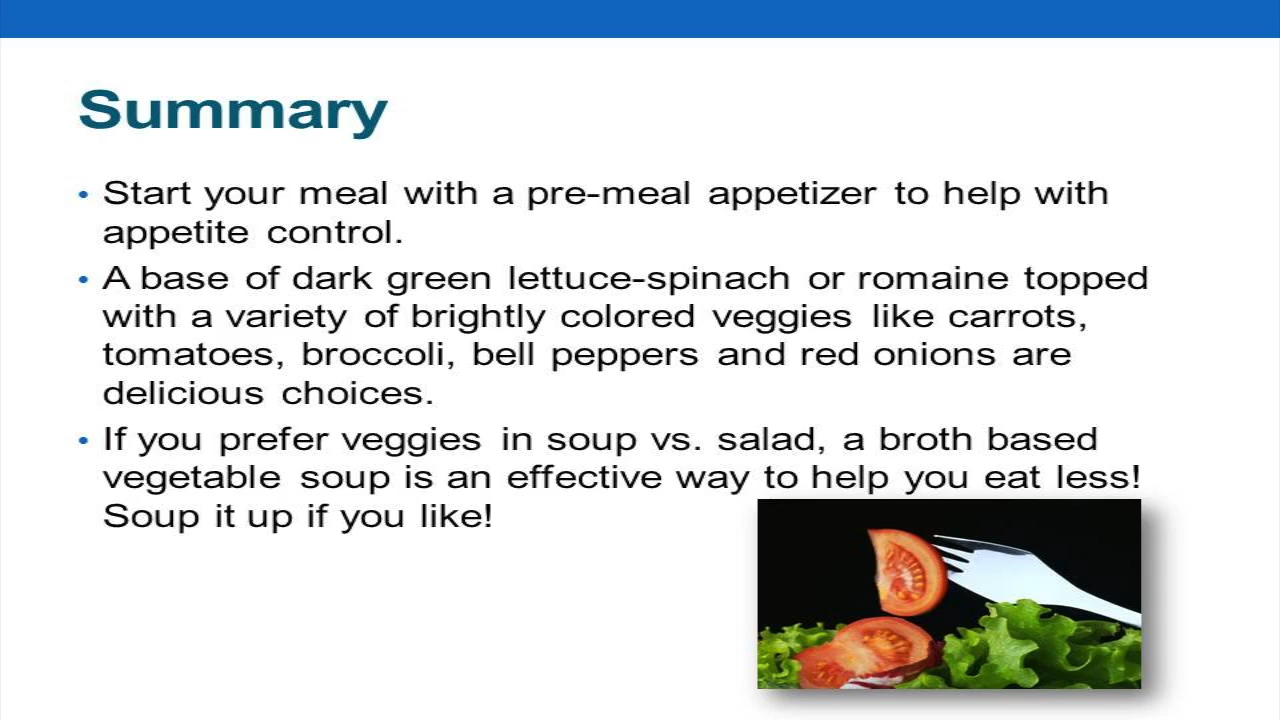 Summary
• Start your meal with a pre-meal appetizer to help with
appetite control.
• A base of dark green lettuce-spinach or romaine topped
with a variety of brightly colored veggies like carrots,
tomatoes, broccoli, bell peppers and red onions are
delicious choices.
• If you prefer veggies in soup vs. salad, a broth based
vegetable soup is an effective way to help you eat less!
Soup it up if you like!